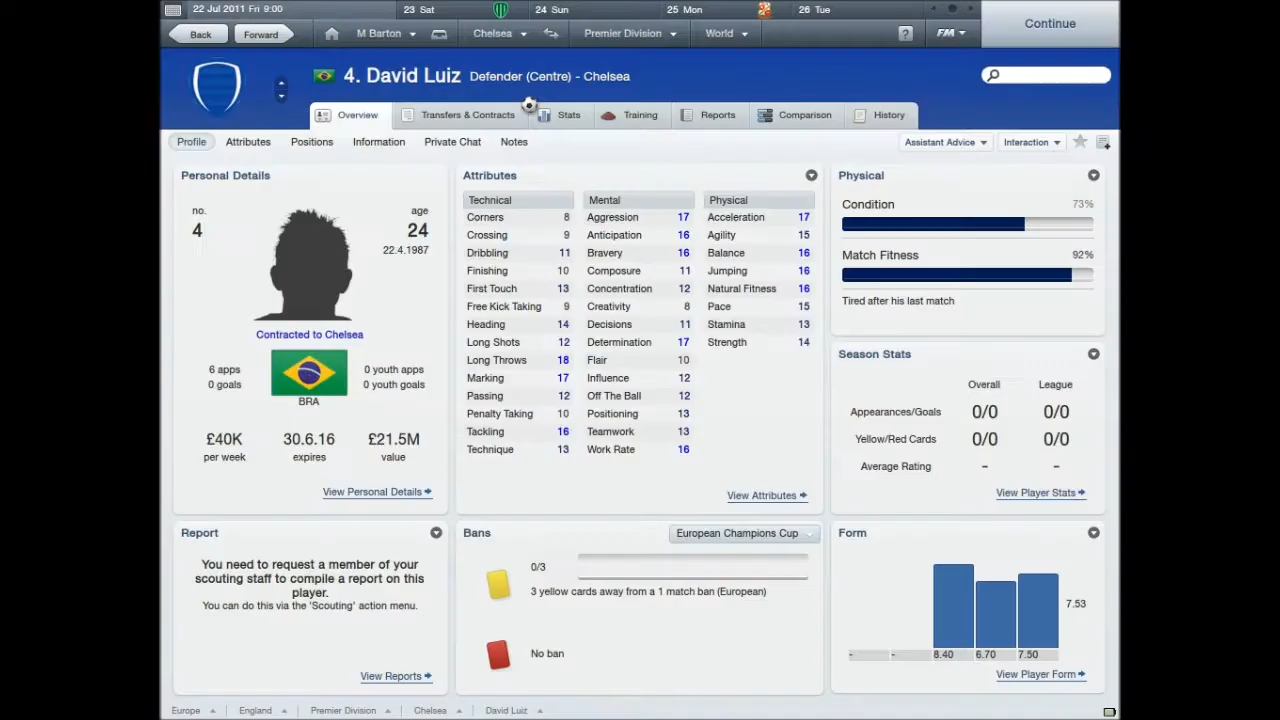 22 Jul 2011 Fri 9:00
23 Sat
24 Sun
25 Mon
26 Tue
Back
Forward
M Barton
Chelsea
Premier Division
World
?
FM
Continue
4. David Luiz Defender (Centre) - Chelsea
Overview
Transfers & Contracts
Stats
Training
Reports
Comparison
History
Profile
Attributes
Positions
Information
Private Chat
Notes
Assistant Advice
Interaction
Personal Details
no.
4
age
24
22.4.1987
Contracted to Chelsea
6 apps
0 goals
BRA
0 youth apps
0 youth goals
£40K
per week
30.6.16
expires
£21.5M
value
View Personal Details
Attributes
Technical
Corners 8
Crossing 9
Dribbling 11
Finishing 10
First Touch 13
Free Kick Taking 9
Heading 14
Long Shots 12
Long Throws 18
Marking 17
Passing 12
Penalty Taking 10
Tackling 16
Technique 13
Mental
Aggression 17
Anticipation 16
Bravery 16
Composure 11
Concentration 12
Creativity 8
Decisions 11
Determination 17
Flair 10
Influence 12
Off The Ball 12
Positioning 13
Teamwork 13
Work Rate 16
Physical
Acceleration 17
Agility 15
Balance 16
Jumping 16
Natural Fitness 16
Pace 15
Stamina 13
Strength 14
View Attributes
Physical
Condition 73%
Match Fitness 92%
Tired after his last match
Season Stats
Overall League
Appearances/Goals 0/0 0/0
Yellow/Red Cards 0/0 0/0
Average Rating - -
View Player Stats
Report
You need to request a member of your
scouting staff to compile a report on this
player.
You can do this via the 'Scouting' action menu.
View Reports
Bans
European Champions Cup
0/3
3 yellow cards away from a 1 match ban (European)
No ban
Form
7.53
- - 8.40 6.70 7.50
View Player Form
Europe
England
Premier Division
Chelsea
David Luiz